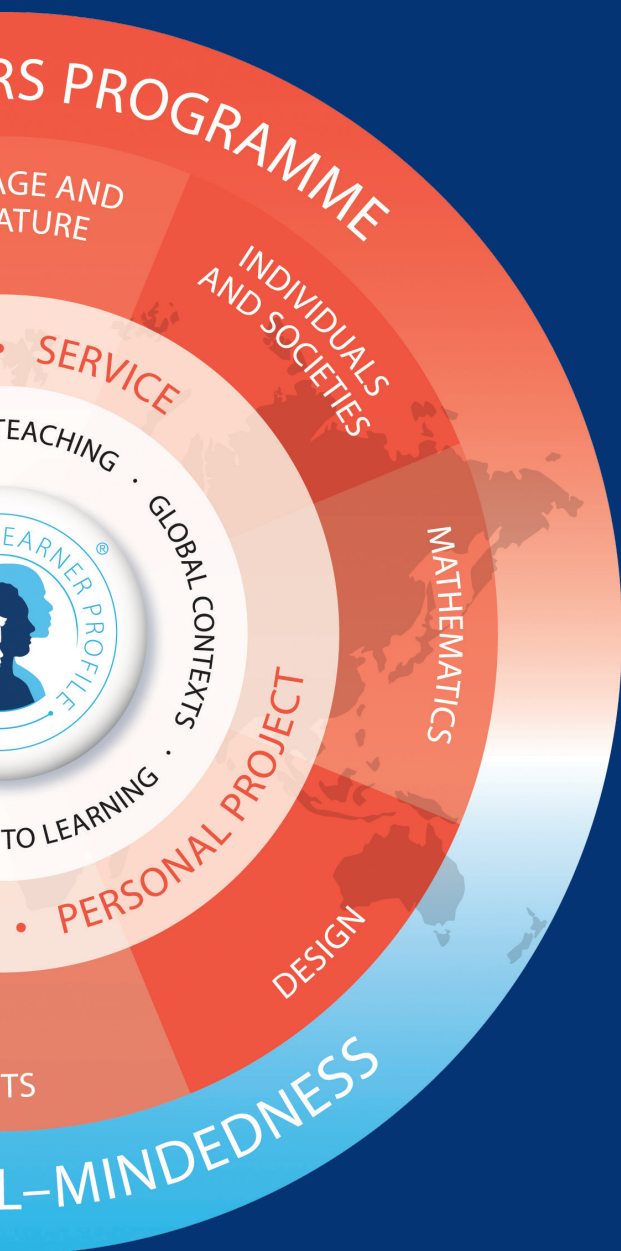 RS PROGRAMME
AGE AND
ATURE
INDIVIDUALS
AND SOCIETIES
MATHEMATICS
DESIGN
TS
L–MINDEDNESS
• SERVICE
• PERSONAL PROJECT
TEACHING · GLOBAL CONTEXTS ·
TO LEARNING
EARNER PROFILE
®